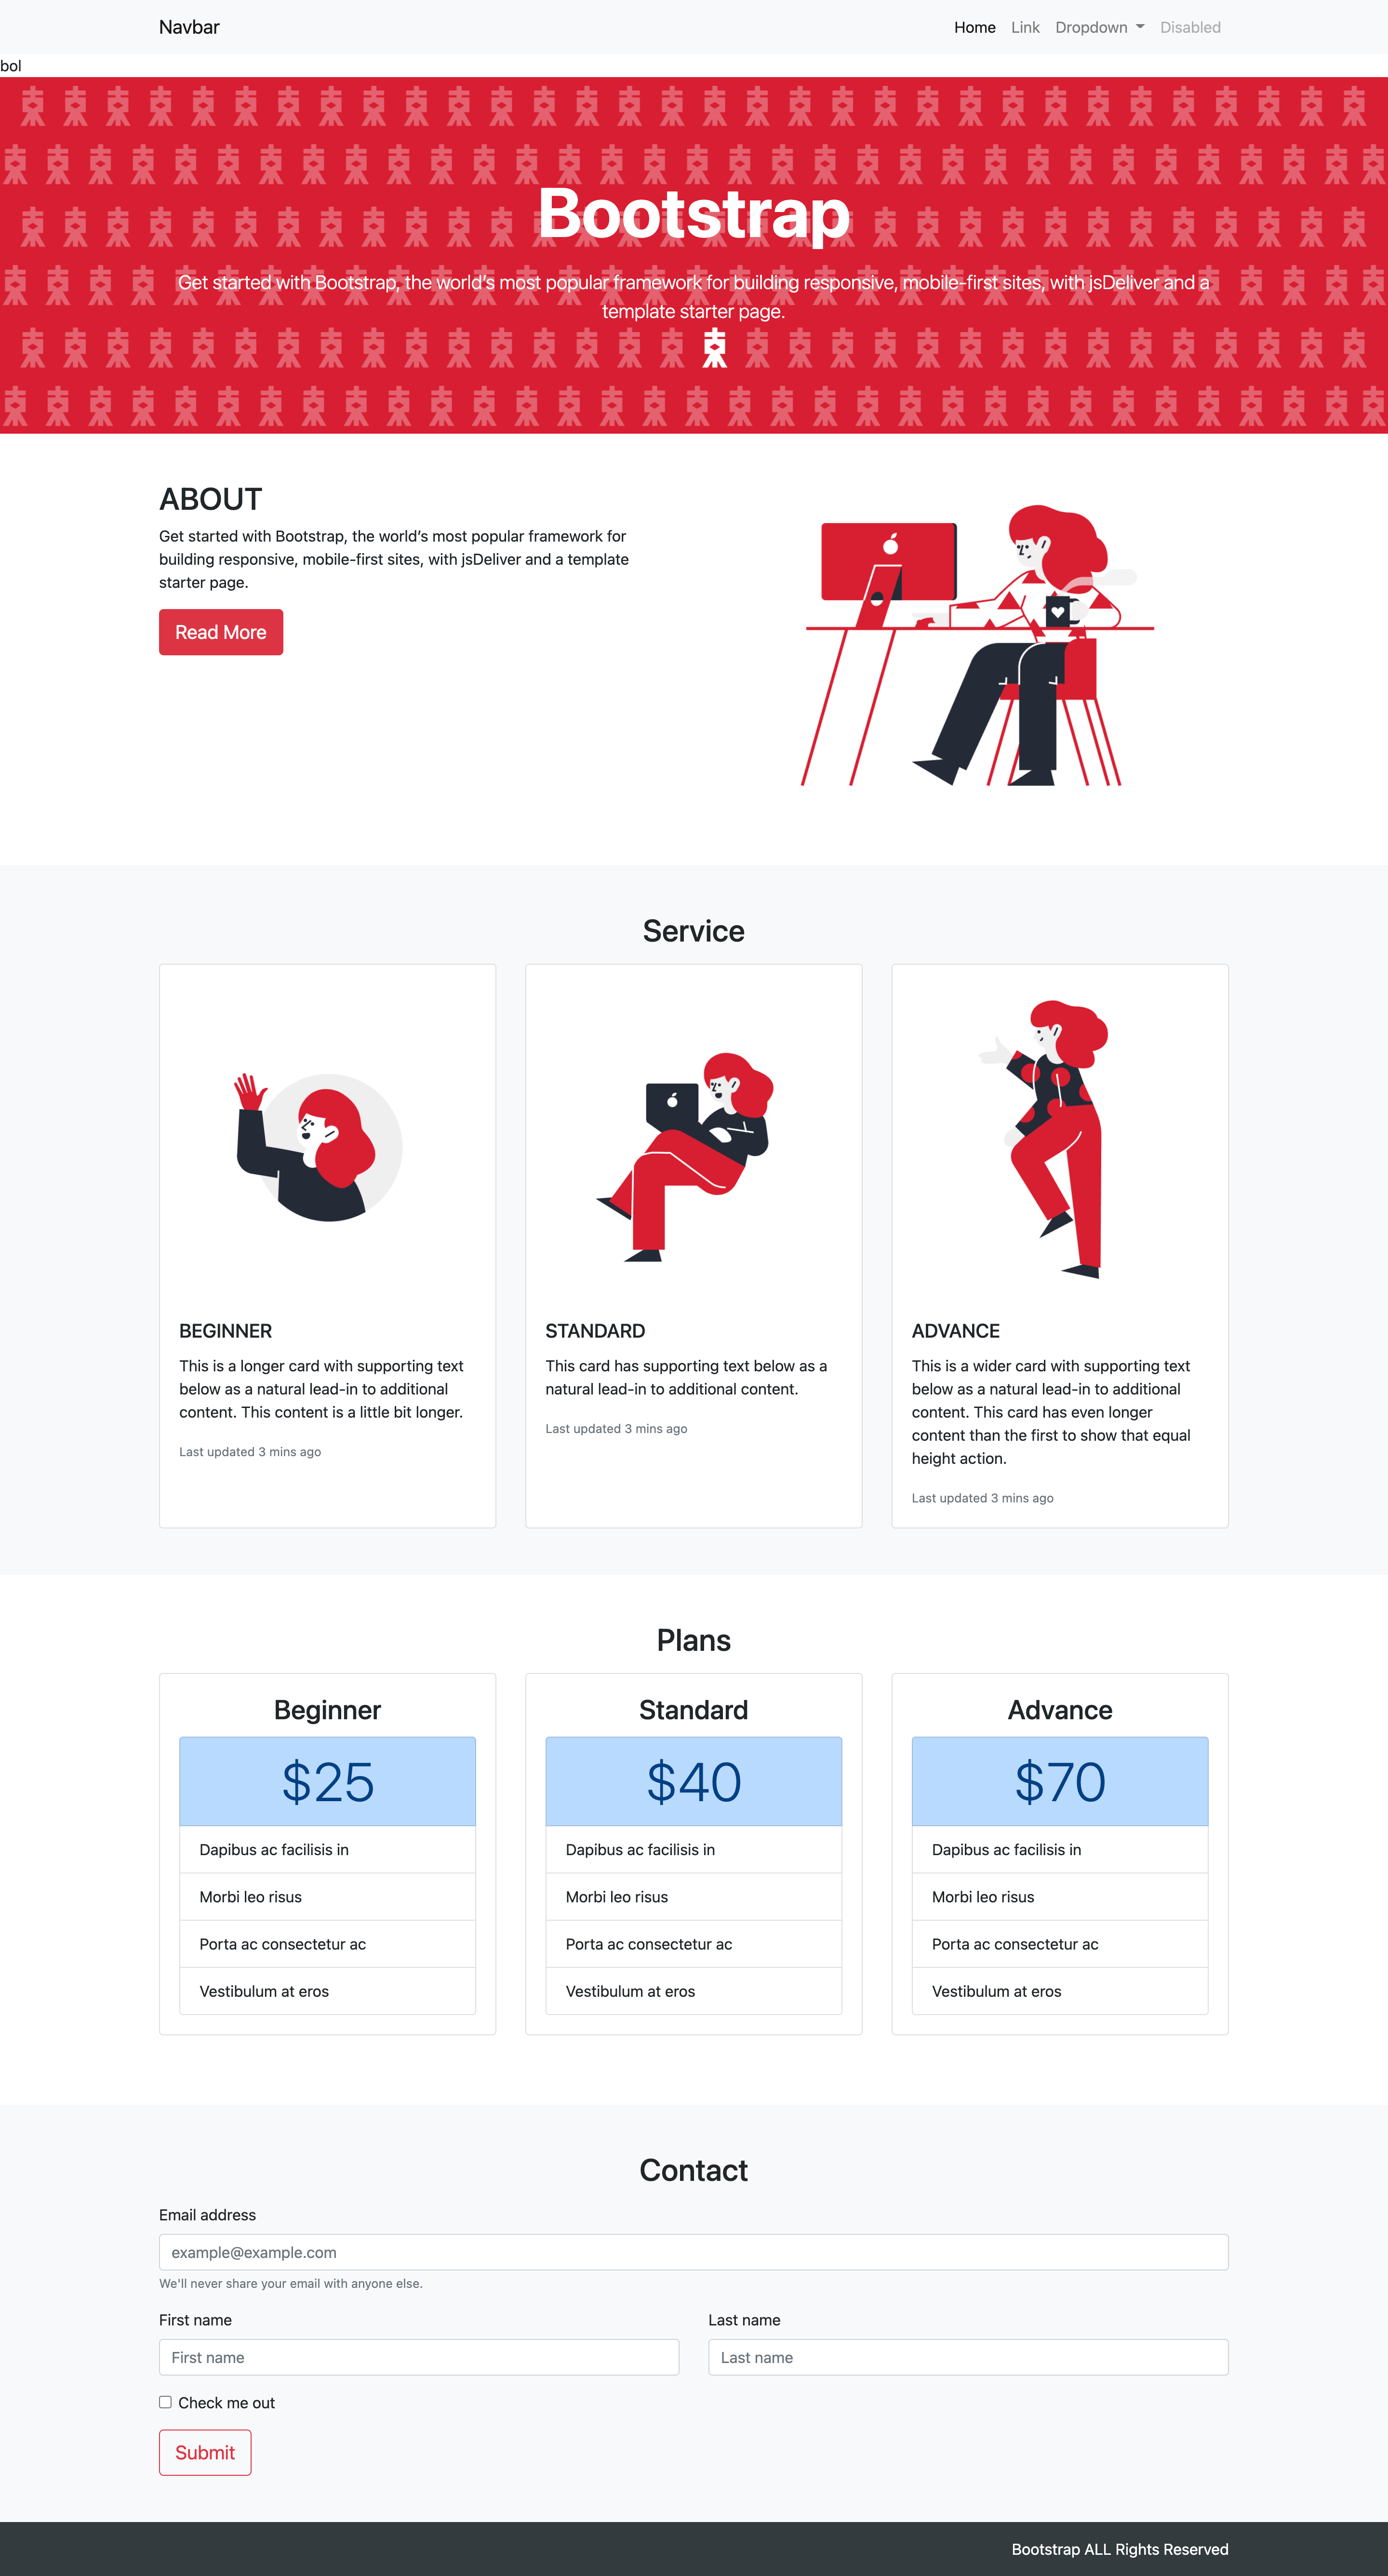 Navbar
Home Link Dropdown Disabled
bol
Bootstrap
Get started with Bootstrap, the world’s most popular framework for building responsive, mobile-first sites, with jsDeliver and a
template starter page.
ABOUT
Get started with Bootstrap, the world’s most popular framework for
building responsive, mobile-first sites, with jsDeliver and a template
starter page.
Read More
Service
BEGINNER
This is a longer card with supporting text
below as a natural lead-in to additional
content. This content is a little bit longer.
Last updated 3 mins ago
STANDARD
This card has supporting text below as a
natural lead-in to additional content.
Last updated 3 mins ago
ADVANCE
This is a wider card with supporting text
below as a natural lead-in to additional
content. This card has even longer
content than the first to show that equal
height action.
Last updated 3 mins ago
Plans
Beginner
$25
Dapibus ac facilisis in
Morbi leo risus
Porta ac consectetur ac
Vestibulum at eros
Standard
$40
Dapibus ac facilisis in
Morbi leo risus
Porta ac consectetur ac
Vestibulum at eros
Advance
$70
Dapibus ac facilisis in
Morbi leo risus
Porta ac consectetur ac
Vestibulum at eros
Contact
Email address
example@example.com
We'll never share your email with anyone else.
First name
First name
Last name
Last name
Check me out
Submit
Bootstrap ALL Rights Reserved